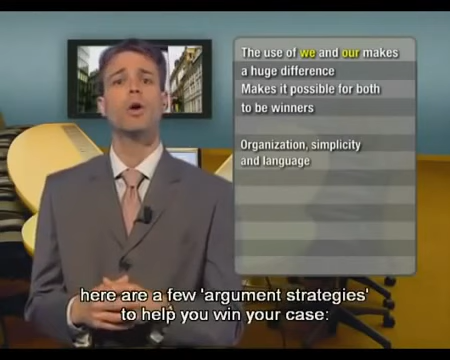 The use of we and our makes
a huge difference
Makes it possible for both
to be winners
Organization, simplicity
and language
here are a few 'argument strategies'
to help you win your case: